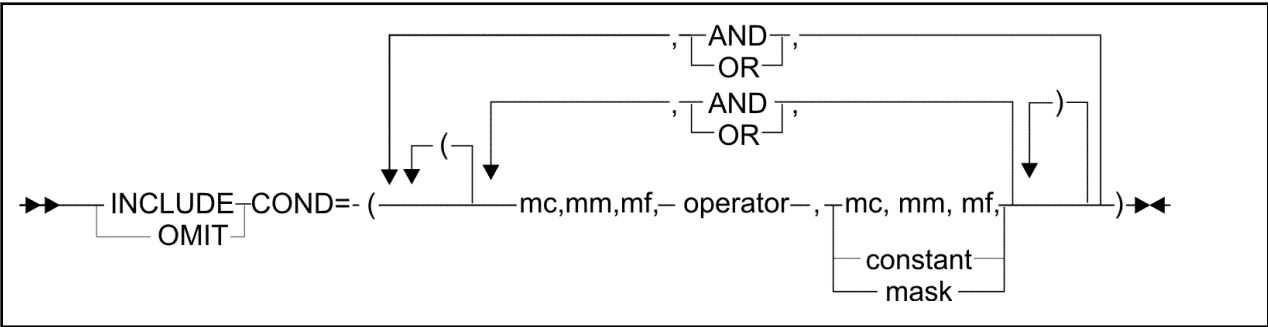 , AND ,
OR
, AND ,
OR
)
(
INCLUDE COND=- ( mc,mm,mf, operator , mc, mm, mf, )
OMIT
constant
mask